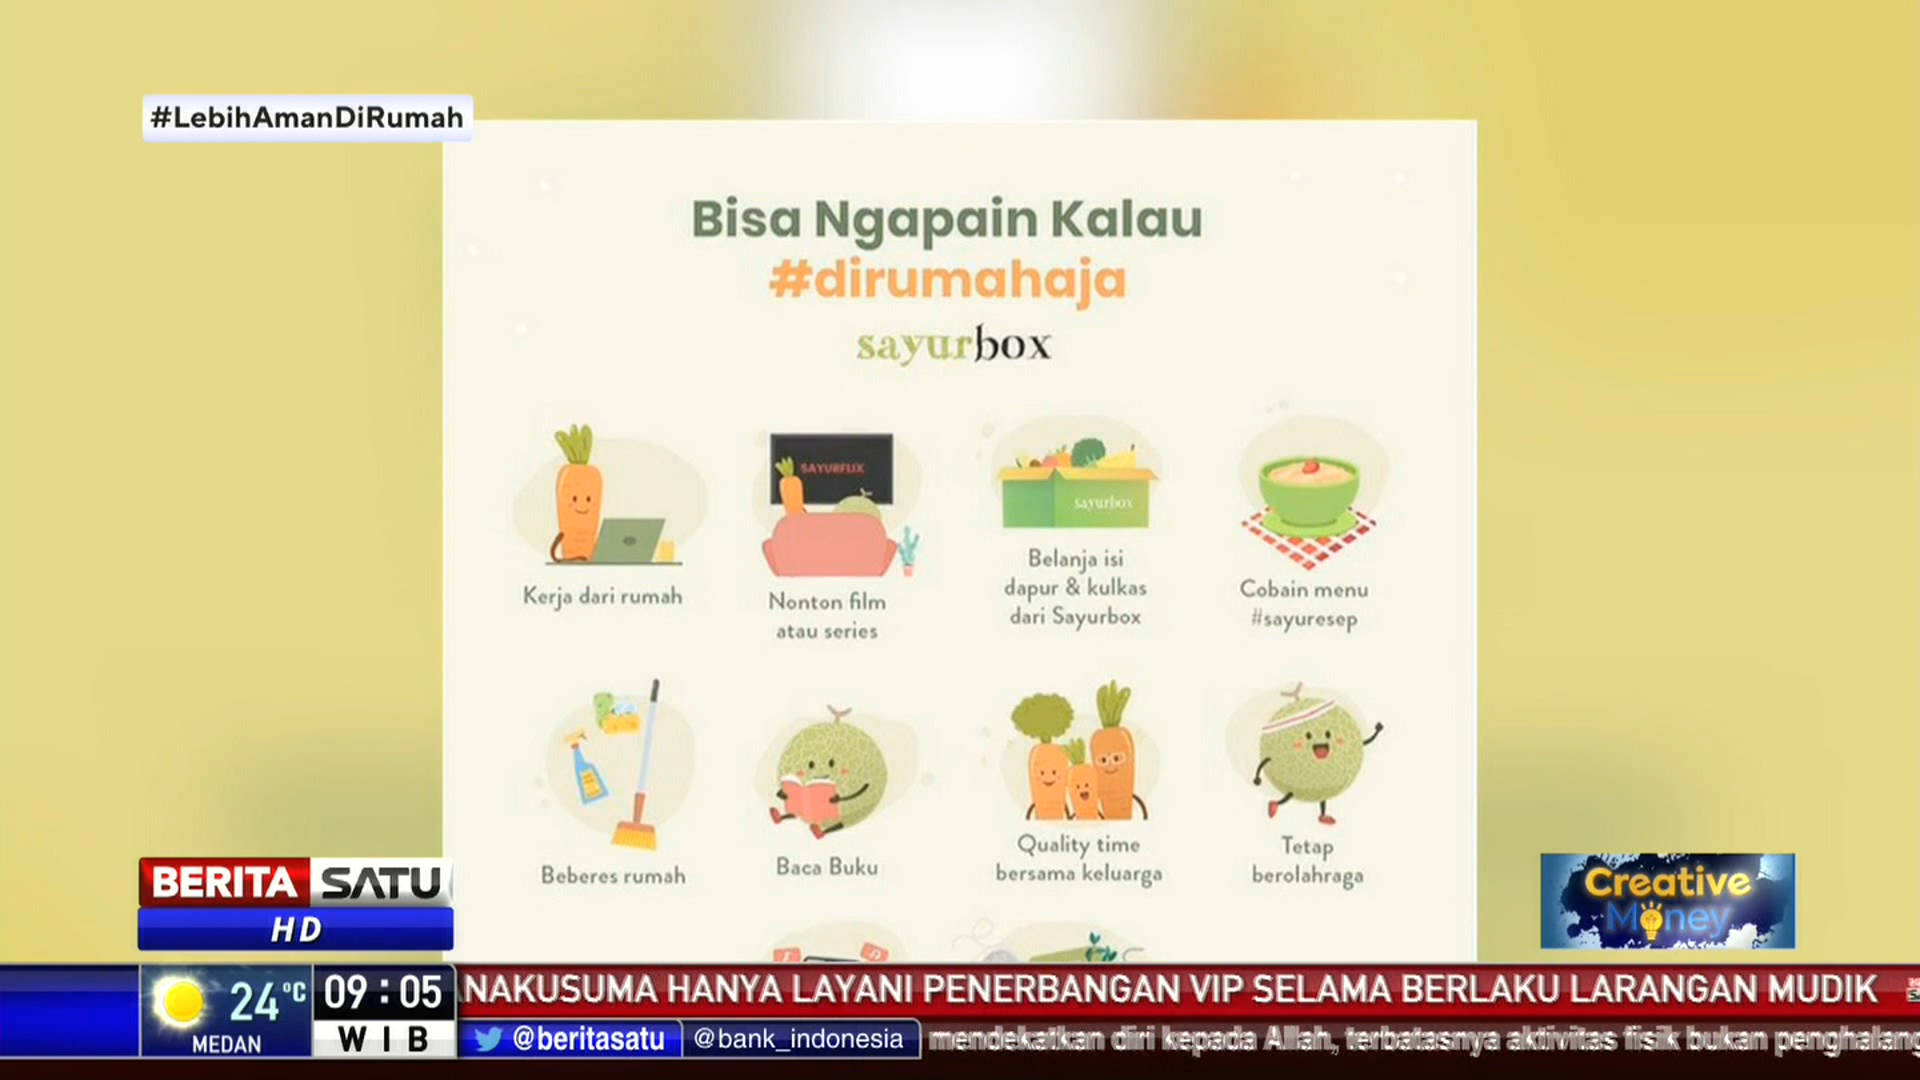 #LebihAmanDiRumah
Bisa Ngapain Kalau
#dirumahaja
sayurbox
SAYURFLIX
sayurbox
Kerja dari rumah
Nonton film
atau series
Belanja isi
dapur & kulkas
dari Sayurbox
Cobain menu
#sayuresep
Beberes rumah
Baca Buku
Quality time
bersama keluarga
Tetap
berolahraga
BERITA SATU
HD
Creative
Money
24°C
MEDAN
09:05
WIB
NAKUSUMA HANYA LAYANI PENERBANGAN VIP SELAMA BERLAKU LARANGAN MUDIK
@beritasatu
@bank_indonesia
mendekatkan diri kepada Allah, terbatasnya aktivitas fisik bukan penghalang